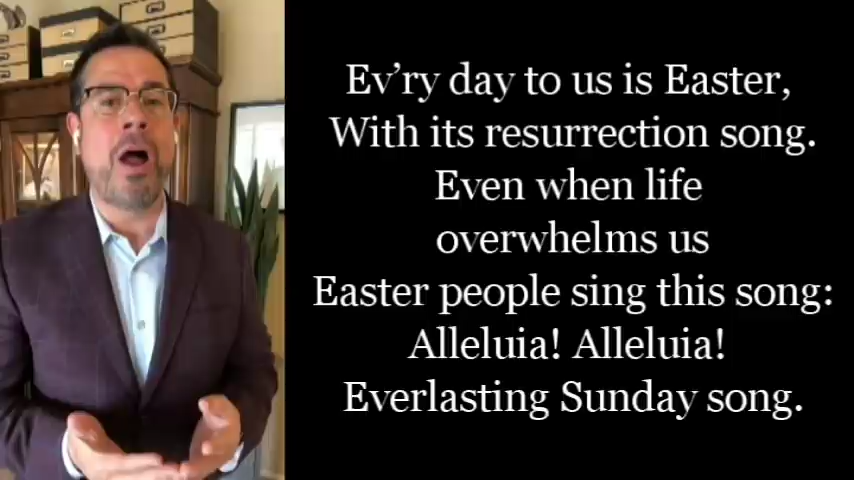 Ev’ry day to us is Easter,
With its resurrection song.
Even when life
overwhelms us
Easter people sing this song:
Alleluia! Alleluia!
Everlasting Sunday song.